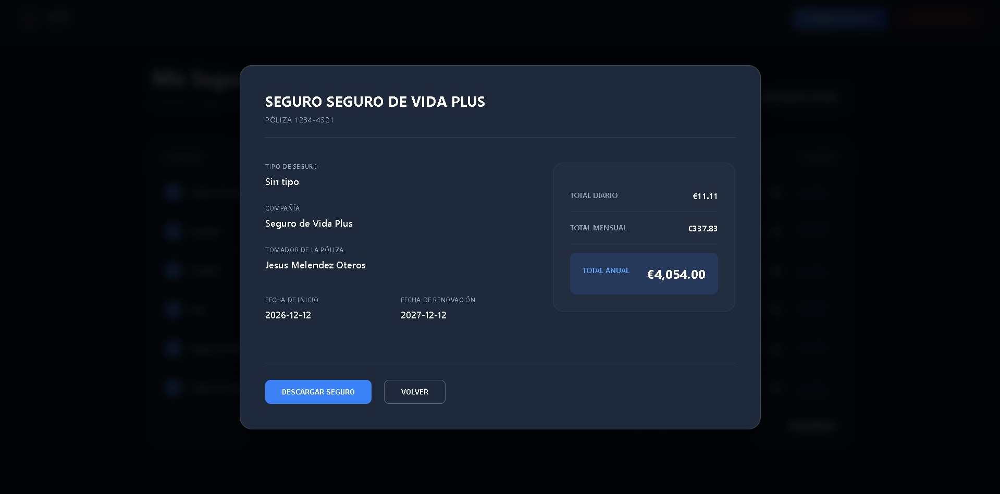 SEGURO SEGURO DE VIDA PLUS
PÓLIZA 1234-4321
TIPO DE SEGURO
Sin tipo
COMPAÑÍA
Seguro de Vida Plus
TOMADOR DE LA PÓLIZA
Jesus Melendez Oteros
FECHA DE INICIO
2026-12-12
FECHA DE RENOVACIÓN
2027-12-12
TOTAL DIARIO
€11.11
TOTAL MENSUAL
€337.83
TOTAL ANUAL
€4,054.00
DESCARGAR SEGURO
VOLVER